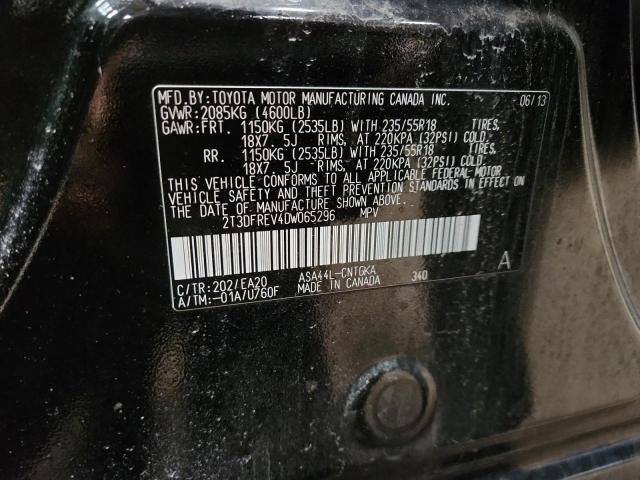 MFD.BY:TOYOTA MOTOR MANUFACTURING CANADA INC. 06/13
GVWR:2085KG (4600LB)
GAWR:FRT. 1150KG (2535LB) WITH 235/55R18 TIRES,
18X7. 5J RIMS, AT 220KPA (32PSI) COLD.
RR. 1150KG (2535LB) WITH 235/55R18 TIRES,
18X7. 5J RIMS, AT 220KPA (32PSI) COLD.
THIS VEHICLE CONFORMS TO ALL APPLICABLE FEDERAL MOTOR
VEHICLE SAFETY AND THEFT PREVENTION STANDARDS IN EFFECT ON
THE DATE OF MANUFACTURE SHOWN ABOVE.
2T3DFREV4DW065296 MPV
C/TR:202/EA20 ASA44L-CNTGKA 340 A
A/TM:-01A/U760F MADE IN CANADA